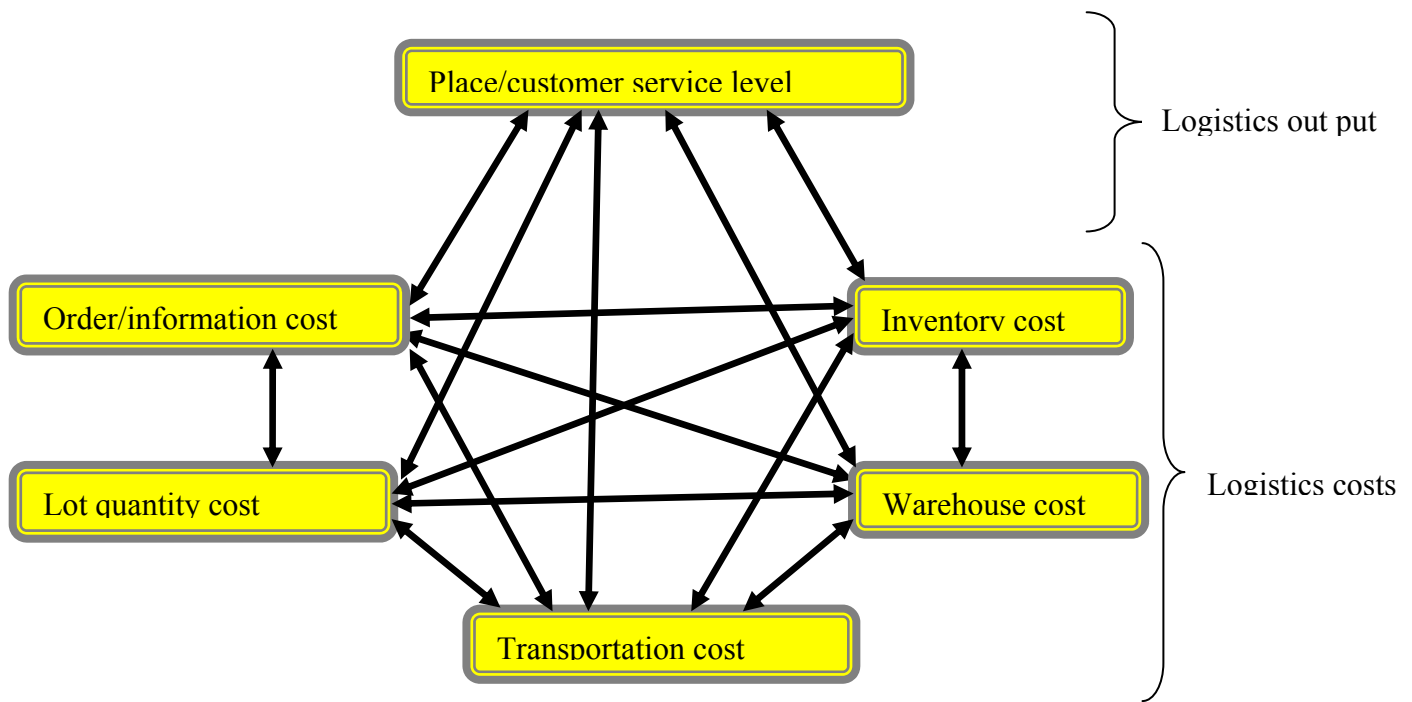 Place/customer service level
Logistics out put
Order/information cost
Inventory cost
Lot quantity cost
Warehouse cost
Logistics costs
Transportation cost